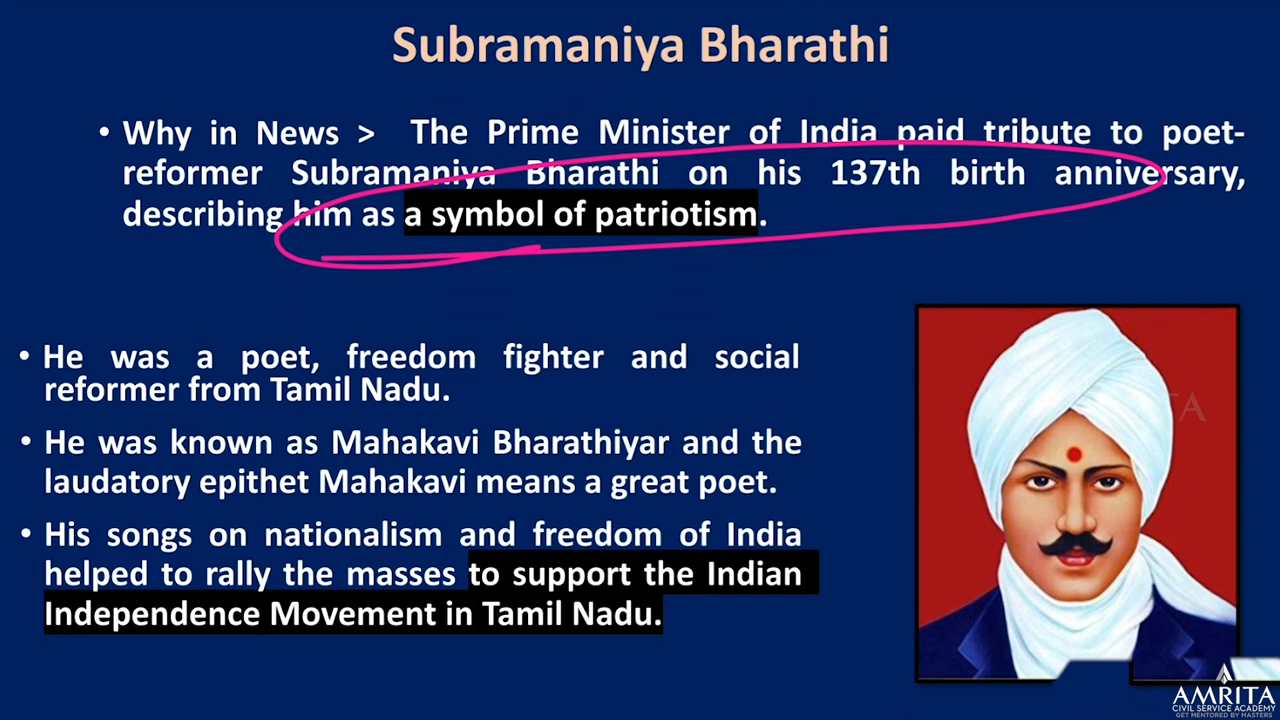 Subramaniya Bharathi
• Why in News > The Prime Minister of India paid tribute to poet-
reformer Subramaniya Bharathi on his 137th birth anniversary,
describing him as a symbol of patriotism.
• He was a poet, freedom fighter and social
reformer from Tamil Nadu.
• He was known as Mahakavi Bharathiyar and the
laudatory epithet Mahakavi means a great poet.
• His songs on nationalism and freedom of India
helped to rally the masses to support the Indian
Independence Movement in Tamil Nadu.
AMRITA
CIVIL SERVICE ACADEMY
GET MENTORED BY MASTERS